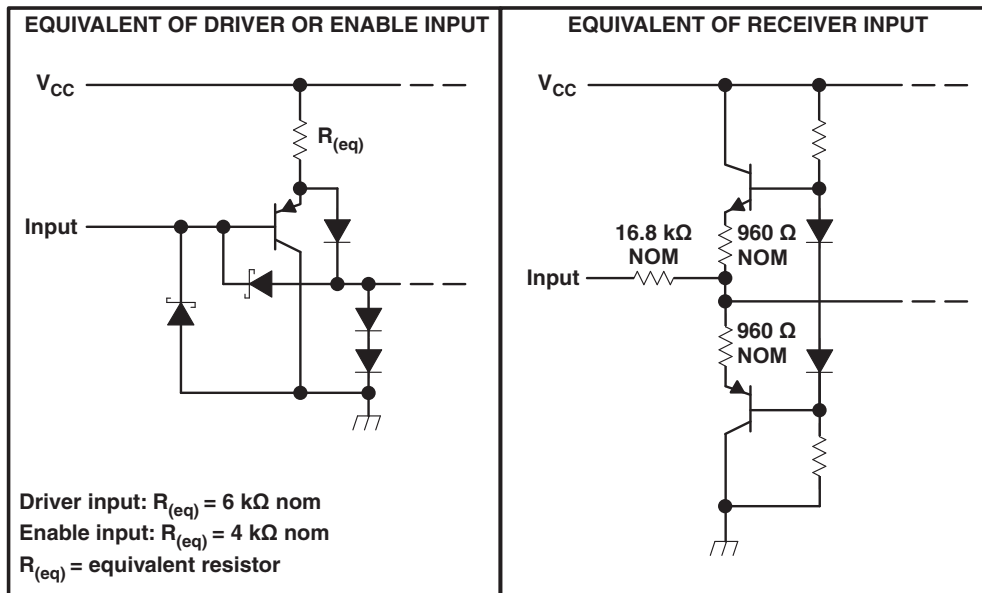 EQUIVALENT OF DRIVER OR ENABLE INPUT
VCC
R(eq)
Input
Driver input: R(eq) = 6 kΩ nom
Enable input: R(eq) = 4 kΩ nom
R(eq) = equivalent resistor
EQUIVALENT OF RECEIVER INPUT
VCC
16.8 kΩ
NOM
960 Ω
NOM
Input
960 Ω
NOM